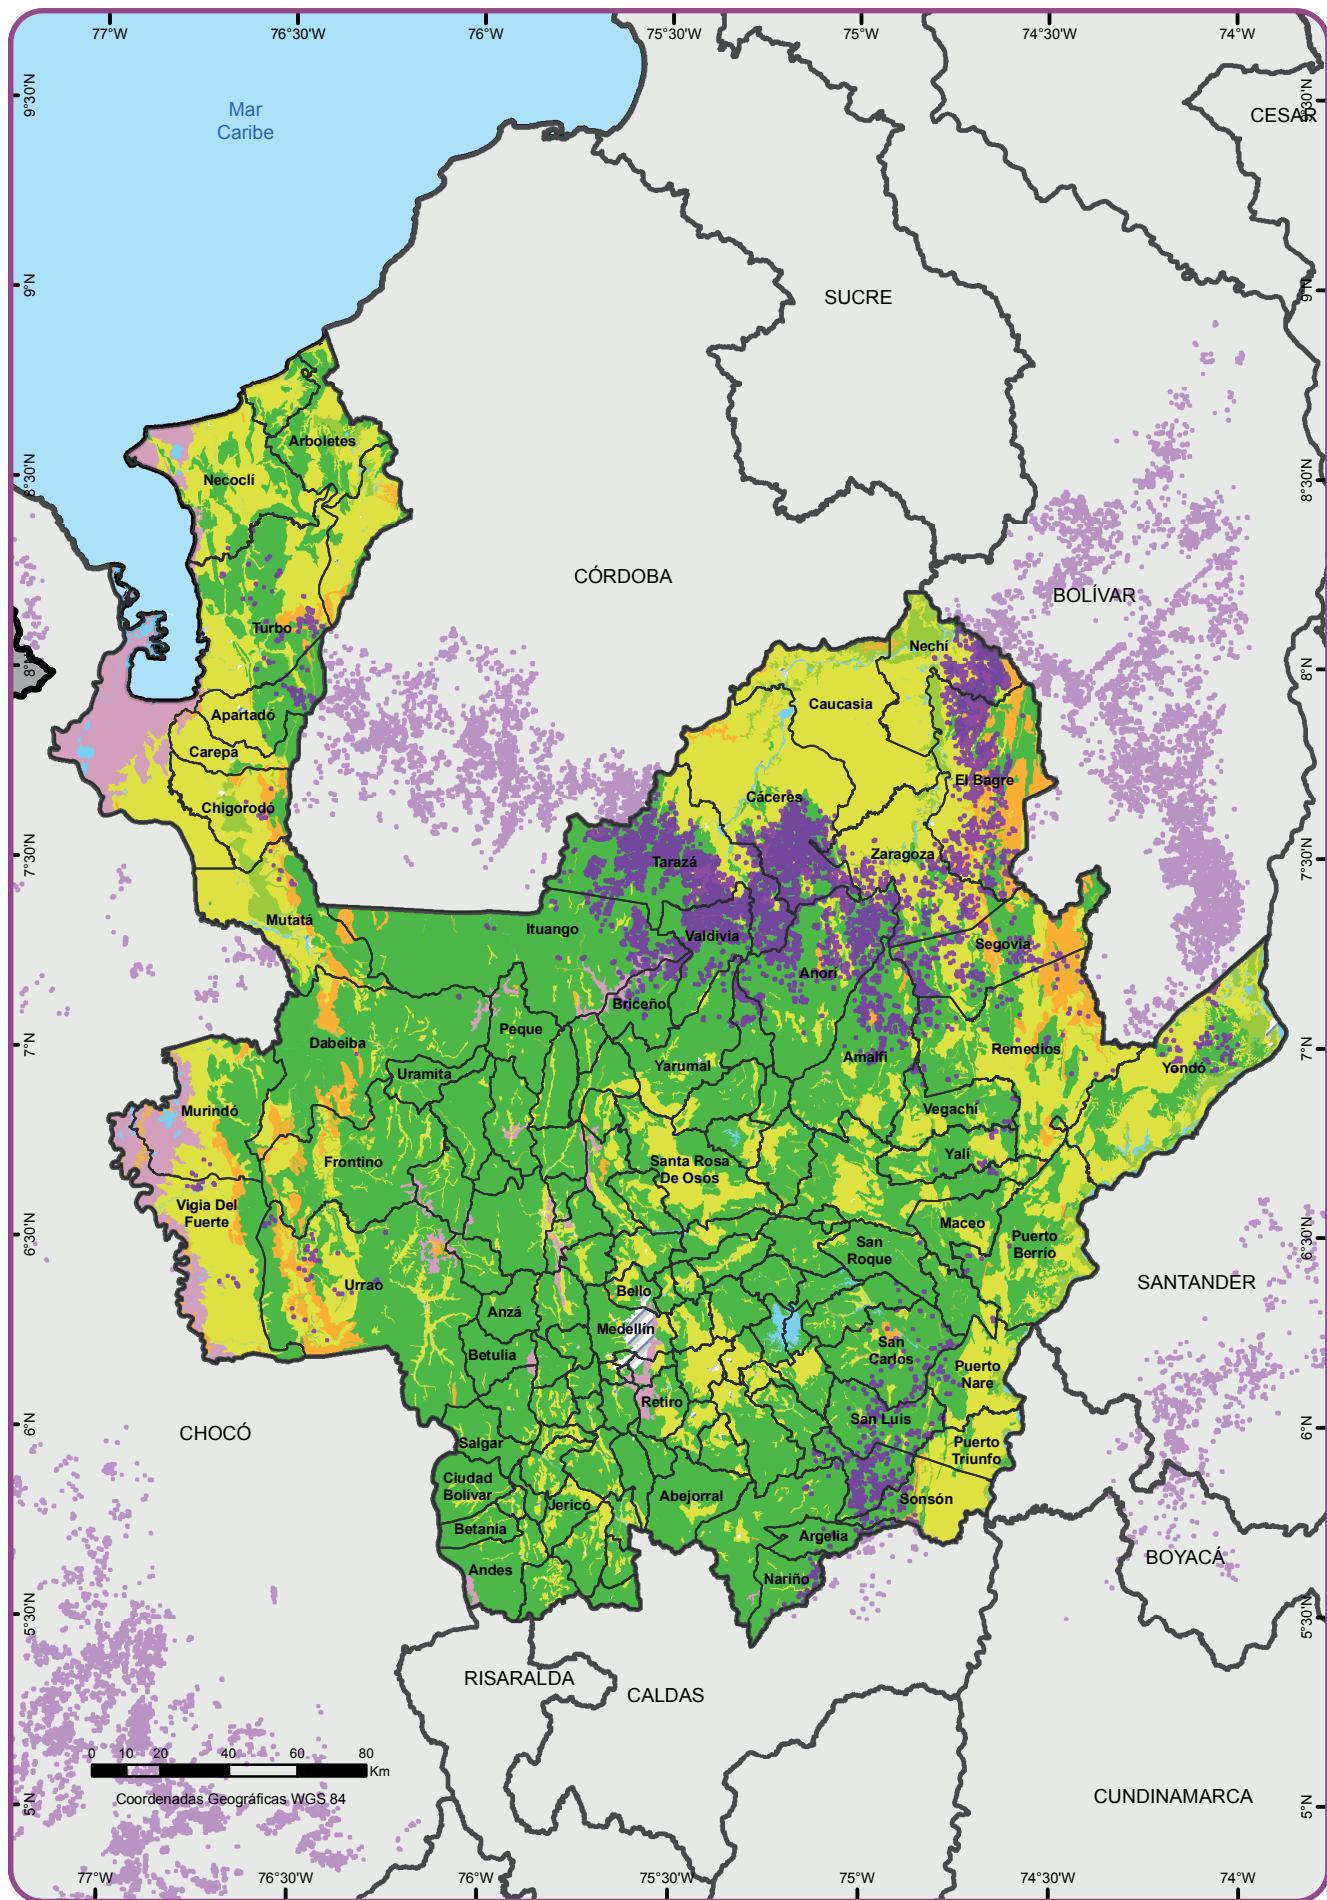 77°W
76°30'W
76°W
75°30'W
75°W
74°30'W
74°W
9°30'N
9°30'N
Mar
Caribe
CESAR
9°N
9°N
SUCRE
Arboletes
Necoclí
8°30'N
8°30'N
CÓRDOBA
BOLÍVAR
Turbo
Nechí
8°N
8°N
Caucasia
Apartadó
Carepa
El Bagre
Cáceres
Chigorodó
7°30'N
7°30'N
Tarazá
Zaragoza
Mutatá
Ituango
Valdivia
Segovia
Anorí
Briceño
Peque
7°N
7°N
Dabeiba
Remedios
Amalfi
Yarumal
Yondó
Uramita
Murindó
Vegachí
Yalí
Frontino
Santa Rosa
De Osos
Vigia Del
Fuerte
Maceo
6°30'N
6°30'N
Puerto
Berrío
San
Roque
SANTANDER
Urrao
Bello
Anzá
Medellín
San
Carlos
Betulia
Puerto
Nare
Retiro
San Luis
6°N
6°N
CHOCÓ
Salgar
Puerto
Triunfo
Ciudad
Bolívar
Jericó
Abejorral
Sonsón
Betania
Argelia
BOYACÁ
Andes
Nariño
5°30'N
5°30'N
RISARALDA
CALDAS
0 10 20 40 60 80
Km
Coordenadas Geográficas WGS 84
CUNDINAMARCA
5°N
5°N
77°W
76°30'W
76°W
75°30'W
75°W
74°30'W
74°W